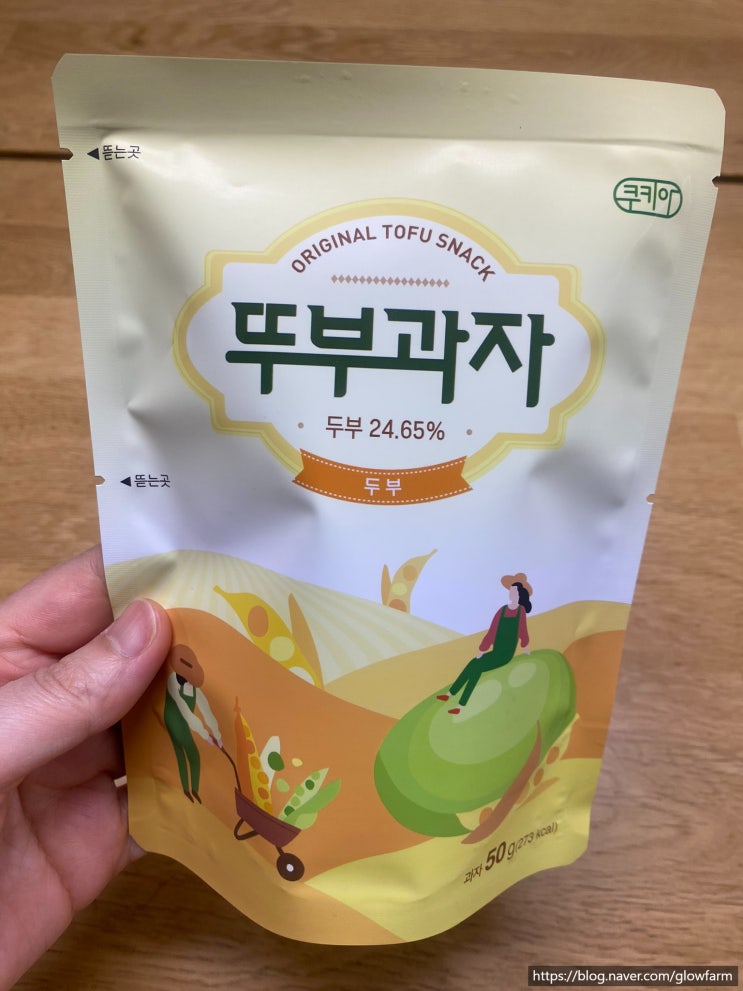 ◀뜯는곳
쿠키아
ORIGINAL TOFU SNACK
뚜부과자
두부 24.65%
두부
◀뜯는곳
과자 50g(273 kcal)
https://blog.naver.com/glowfarm